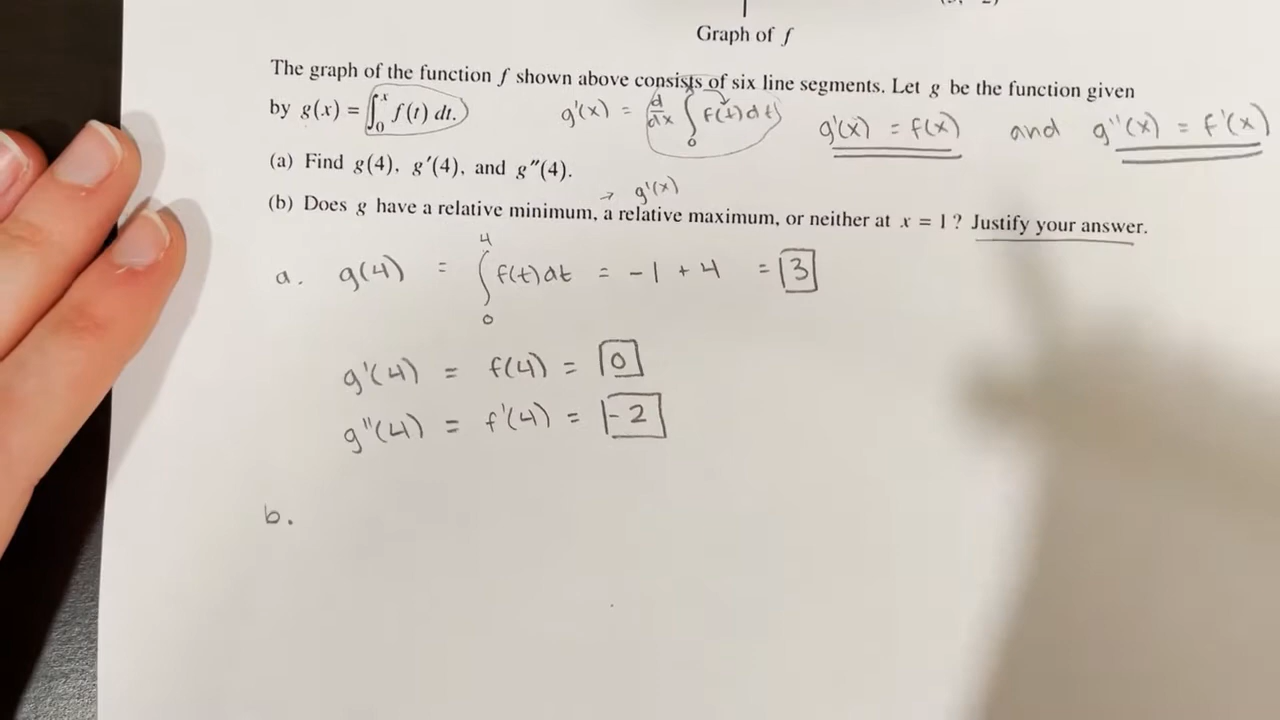 Graph of f
The graph of the function f shown above consists of six line segments. Let g be the function given
by g(x) = ∫₀ˣ f(t) dt.
g'(x) = d/dx ∫₀ f(t)dt
g'(x) = f(x) and g''(x) = f'(x)
(a) Find g(4), g′(4), and g″(4).
→ g'(x)
(b) Does g have a relative minimum, a relative maximum, or neither at x = 1 ? Justify your answer.
a. g(4) = ∫₀⁴ f(t)dt = -1 + 4 = 3
g'(4) = f(4) = 0
g''(4) = f'(4) = -2
b.